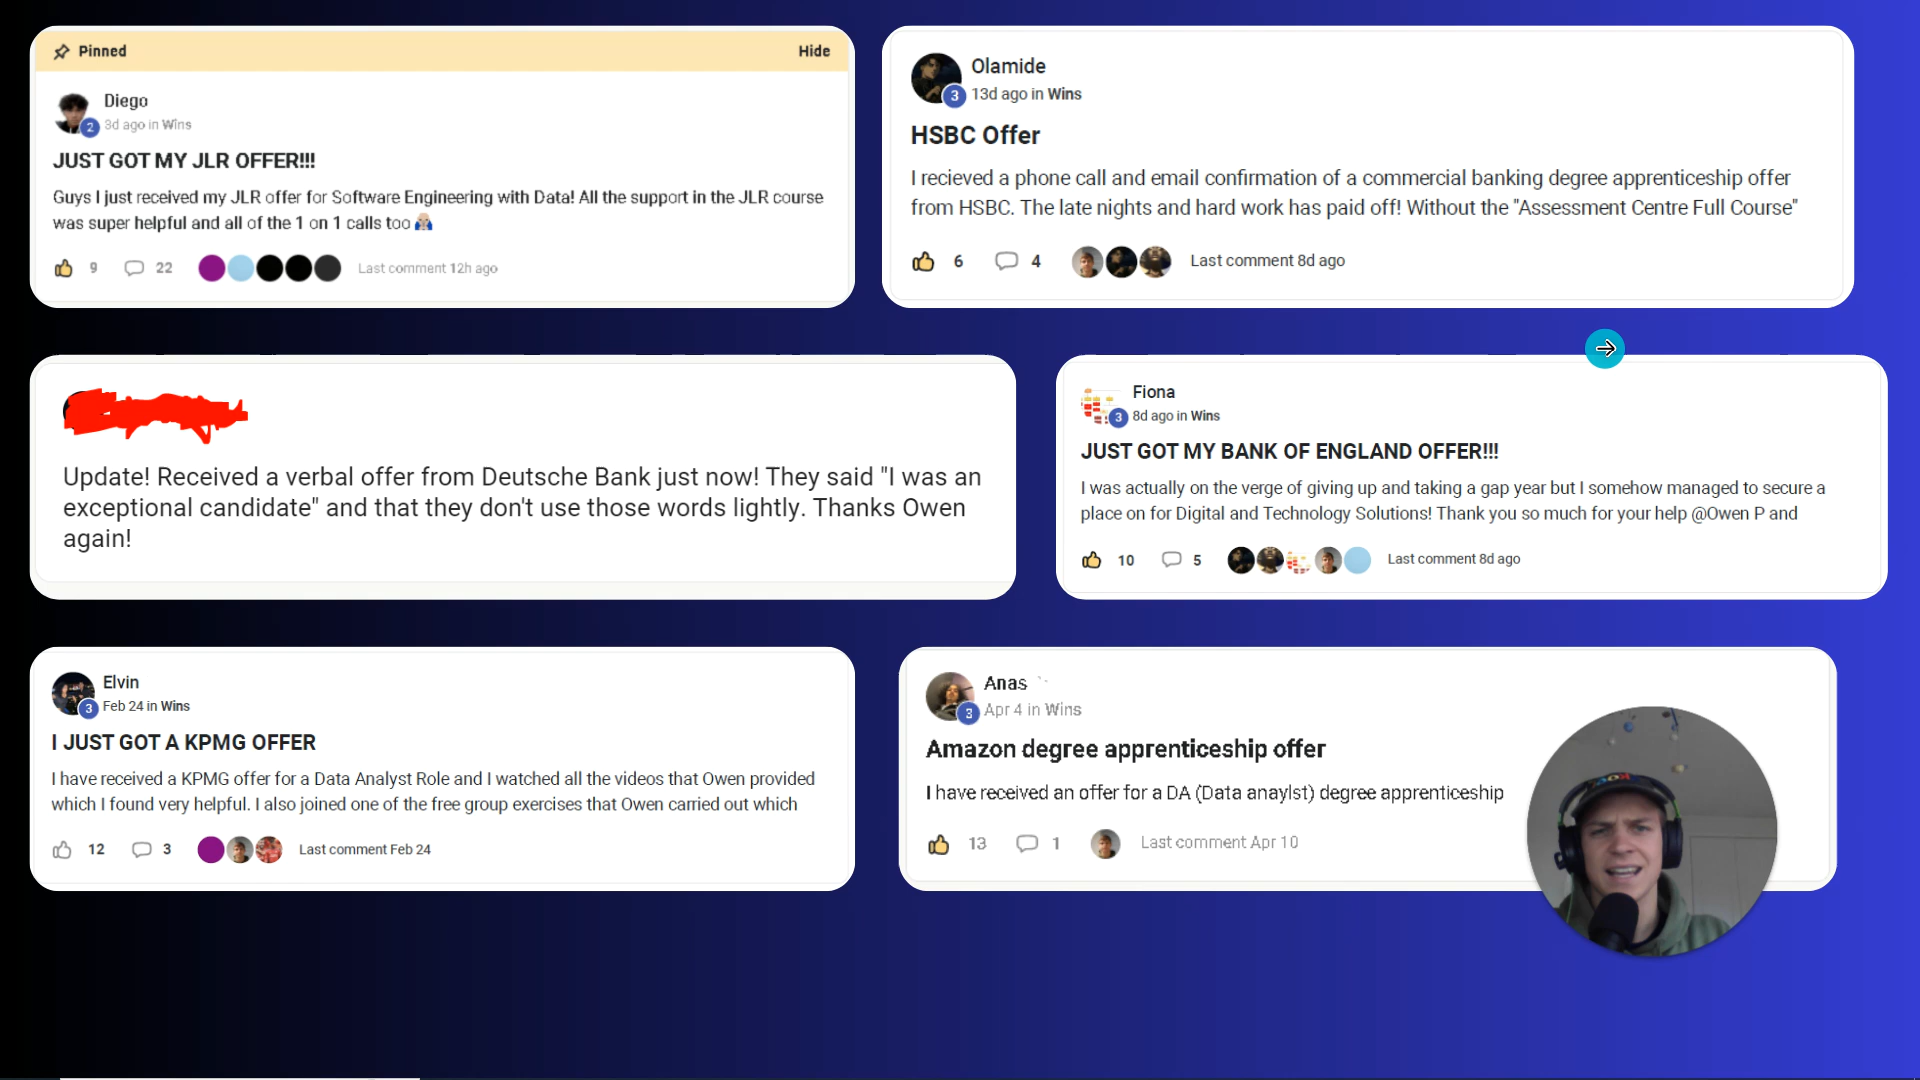 Pinned
Hide
Diego
2
3d ago in Wins
JUST GOT MY JLR OFFER!!!
Guys I just received my JLR offer for Software Engineering with Data! All the support in the JLR course
was super helpful and all of the 1 on 1 calls too
9
22
Last comment 12h ago
Olamide
3
13d ago in Wins
HSBC Offer
I recieved a phone call and email confirmation of a commercial banking degree apprenticeship offer
from HSBC. The late nights and hard work has paid off! Without the "Assessment Centre Full Course"
6
4
Last comment 8d ago
Update! Received a verbal offer from Deutsche Bank just now! They said "I was an
exceptional candidate" and that they don't use those words lightly. Thanks Owen
again!
Fiona
3
8d ago in Wins
JUST GOT MY BANK OF ENGLAND OFFER!!!
I was actually on the verge of giving up and taking a gap year but I somehow managed to secure a
place on for Digital and Technology Solutions! Thank you so much for your help @Owen P and
10
5
Last comment 8d ago
Elvin
3
Feb 24 in Wins
I JUST GOT A KPMG OFFER
I have received a KPMG offer for a Data Analyst Role and I watched all the videos that Owen provided
which I found very helpful. I also joined one of the free group exercises that Owen carried out which
12
3
Last comment Feb 24
Anas
3
Apr 4 in Wins
Amazon degree apprenticeship offer
I have received an offer for a DA (Data anaylst) degree apprenticeship
13
1
Last comment Apr 10